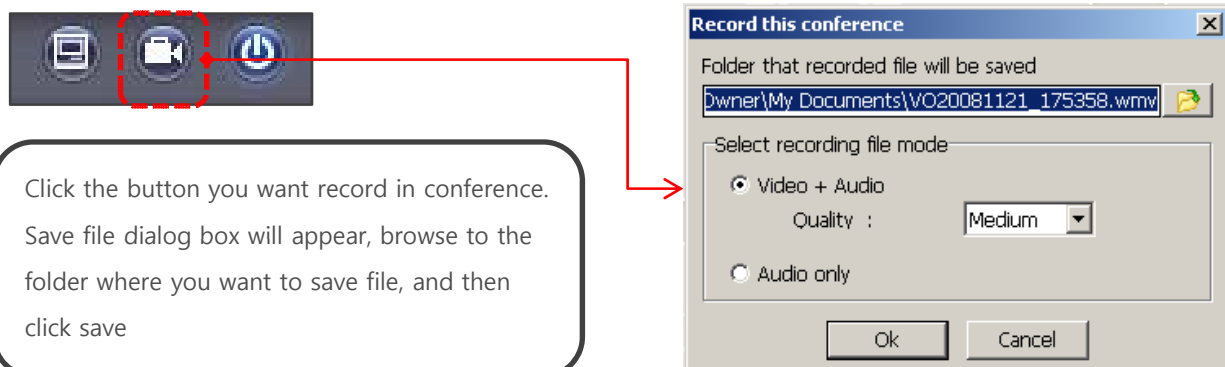 Record this conference
Folder that recorded file will be saved
Owner\My Documents\VO20081121_175358.wmv
Select recording file mode
Video + Audio
Quality :
Medium
Audio only
Ok
Cancel
Click the button you want record in conference.
Save file dialog box will appear, browse to the
folder where you want to save file, and then
click save